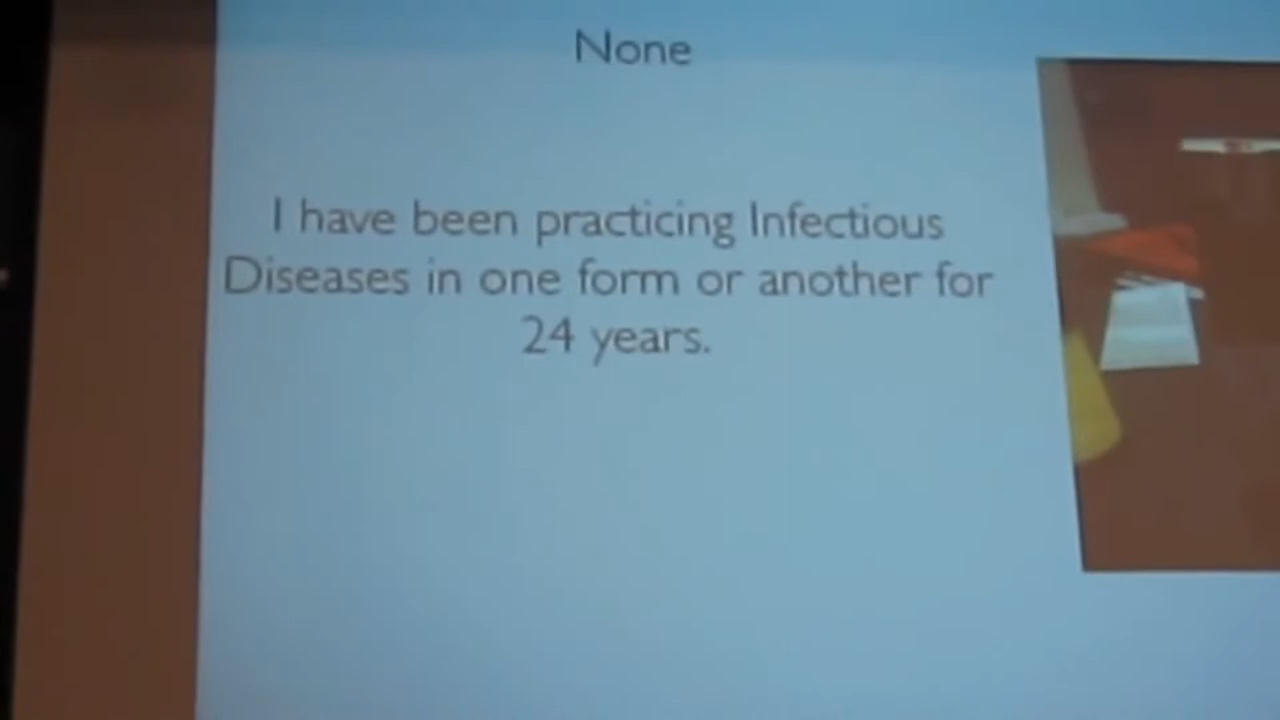 None
I have been practicing Infectious
Diseases in one form or another for
24 years.